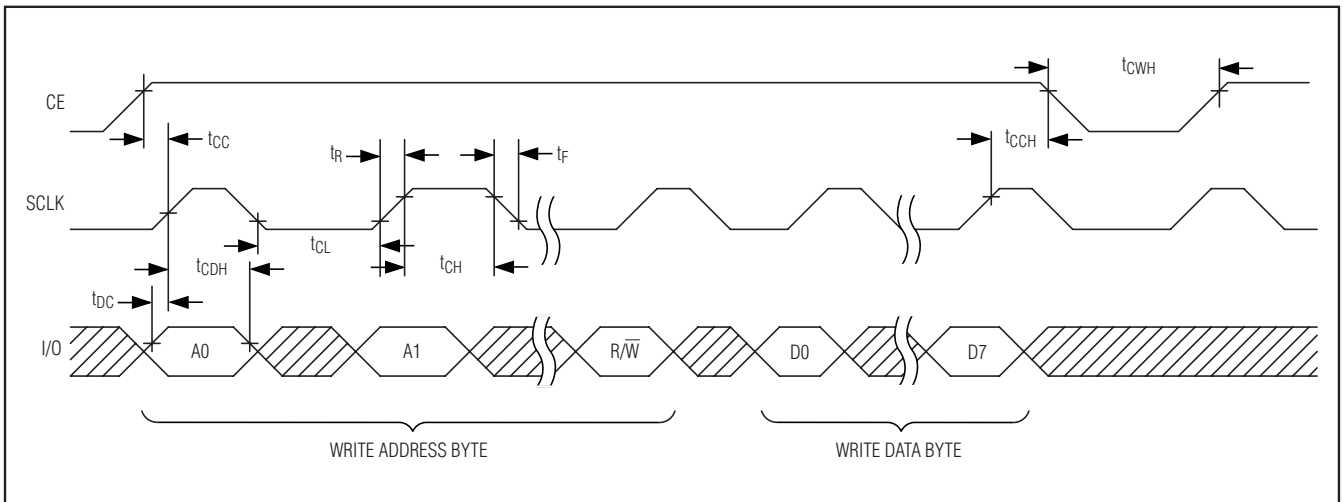 CE
tCWH
tCC
tR
tF
tCCH
SCLK
tCL
tCDH
tCH
tDC
I/O
A0
A1
R/W̅
D0
D7
WRITE ADDRESS BYTE
WRITE DATA BYTE